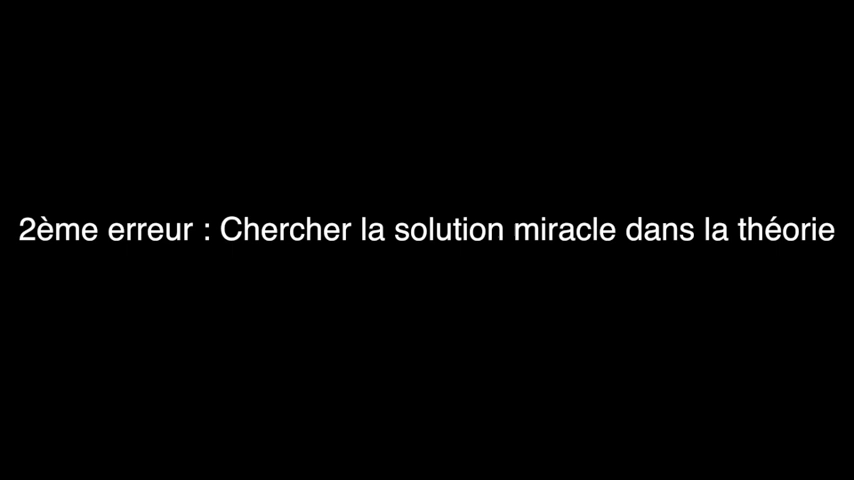 2ème erreur : Chercher la solution miracle dans la théorie